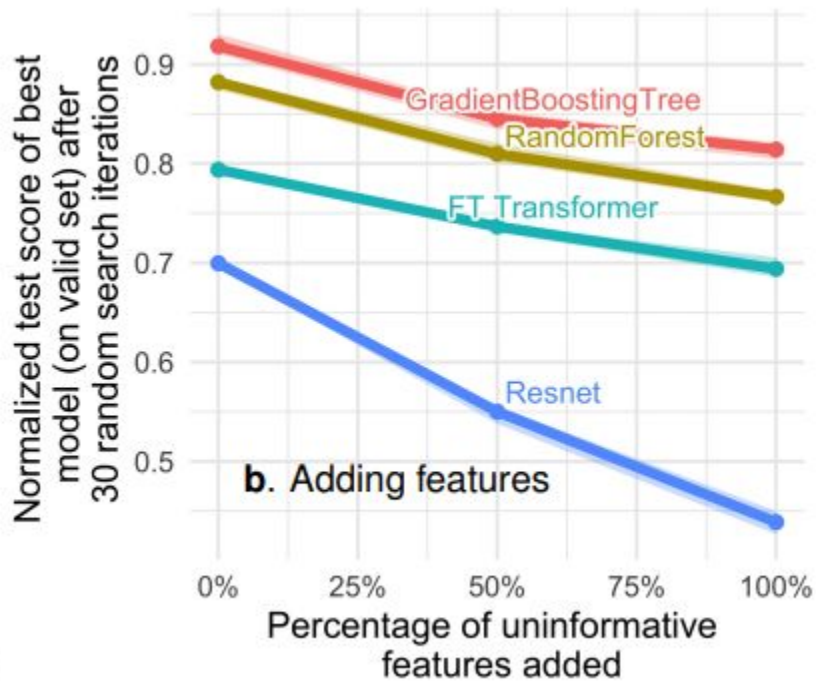 Normalized test score of best
model (on valid set) after
30 random search iterations
0.9
0.8
0.7
0.6
0.5
GradientBoostingTree
RandomForest
FT Transformer
Resnet
b. Adding features
0%
25%
50%
75%
100%
Percentage of uninformative
features added